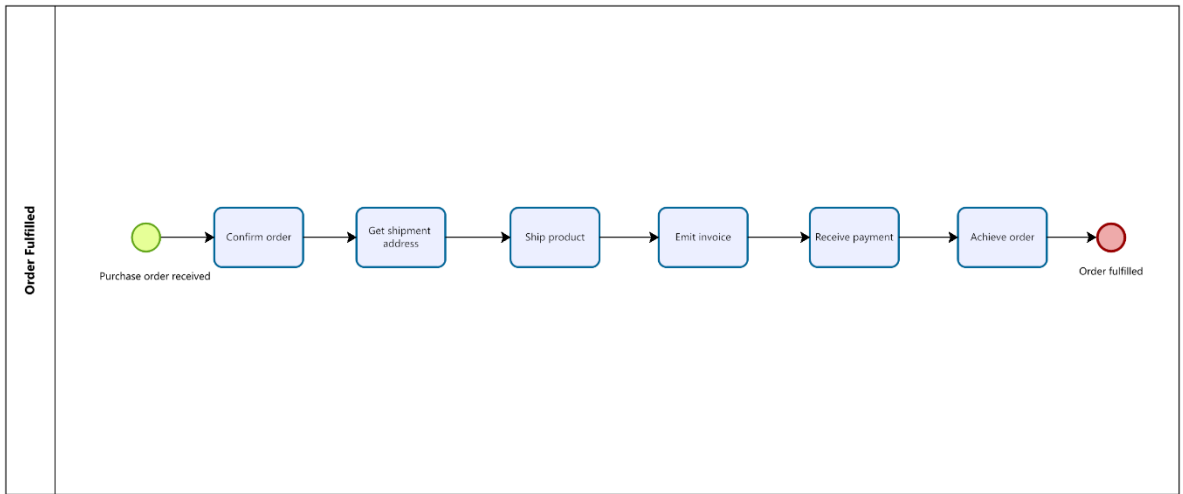 Order Fulfilled
Purchase order received
Confirm order
Get shipment
address
Ship product
Emit invoice
Receive payment
Achieve order
Order fulfilled